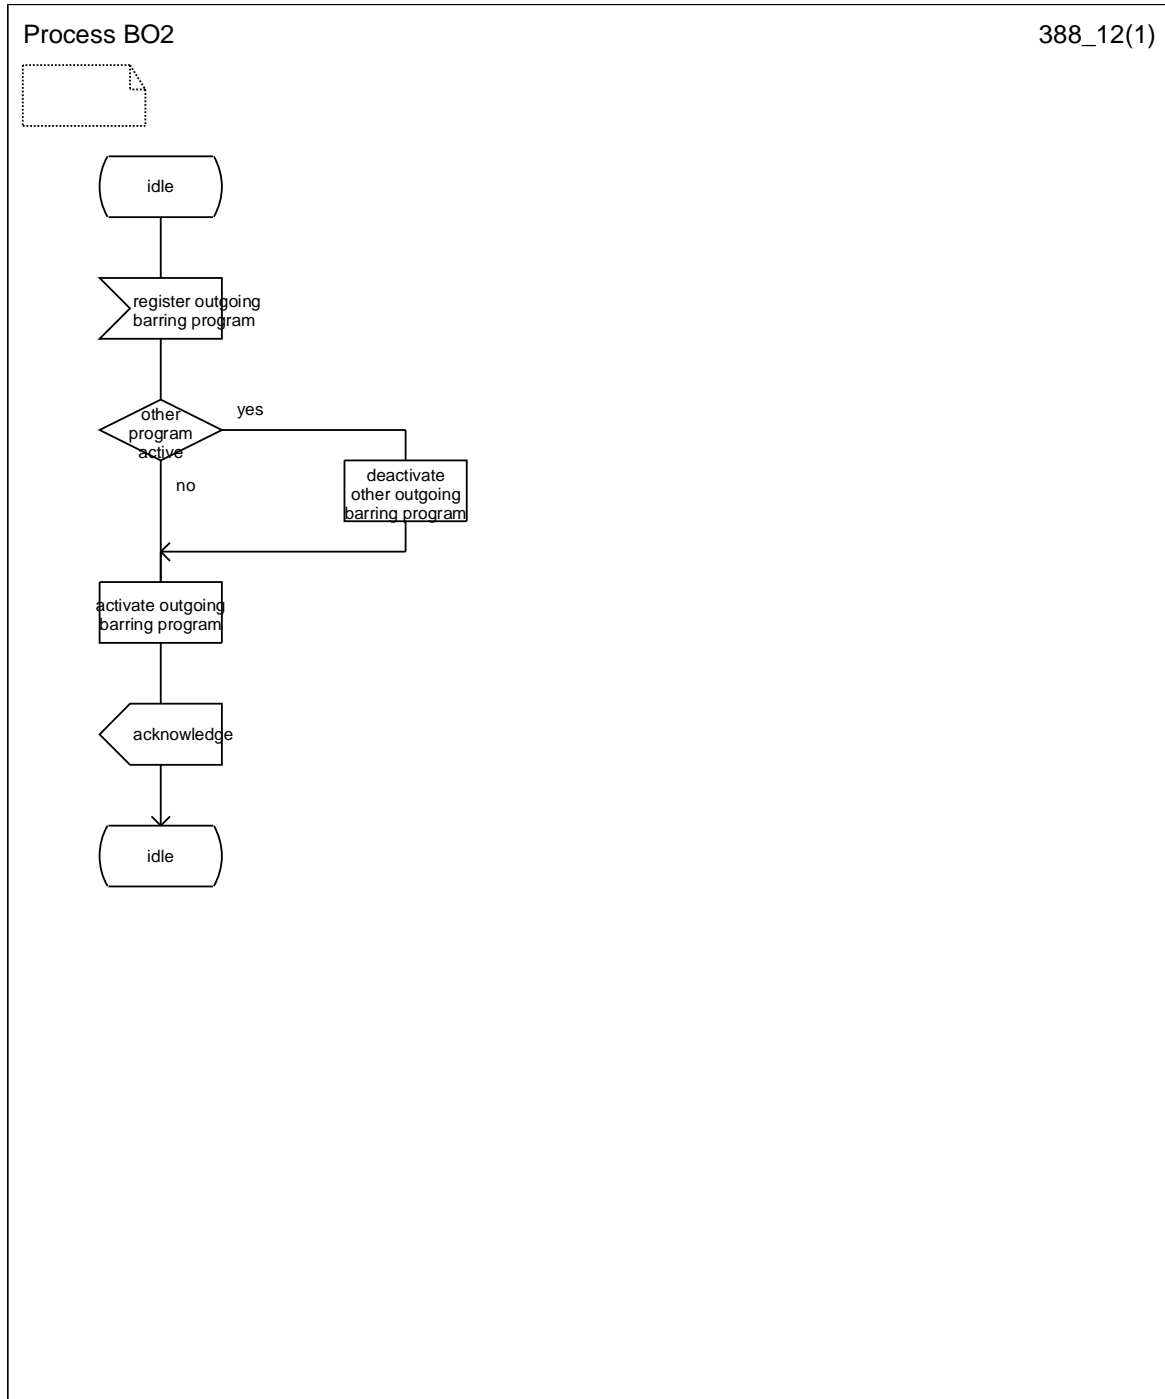 Process BO2
388_12(1)
idle
register outgoing
barring program
other
program
active
yes
no
deactivate
other outgoing
barring program
activate outgoing
barring program
acknowledge
idle